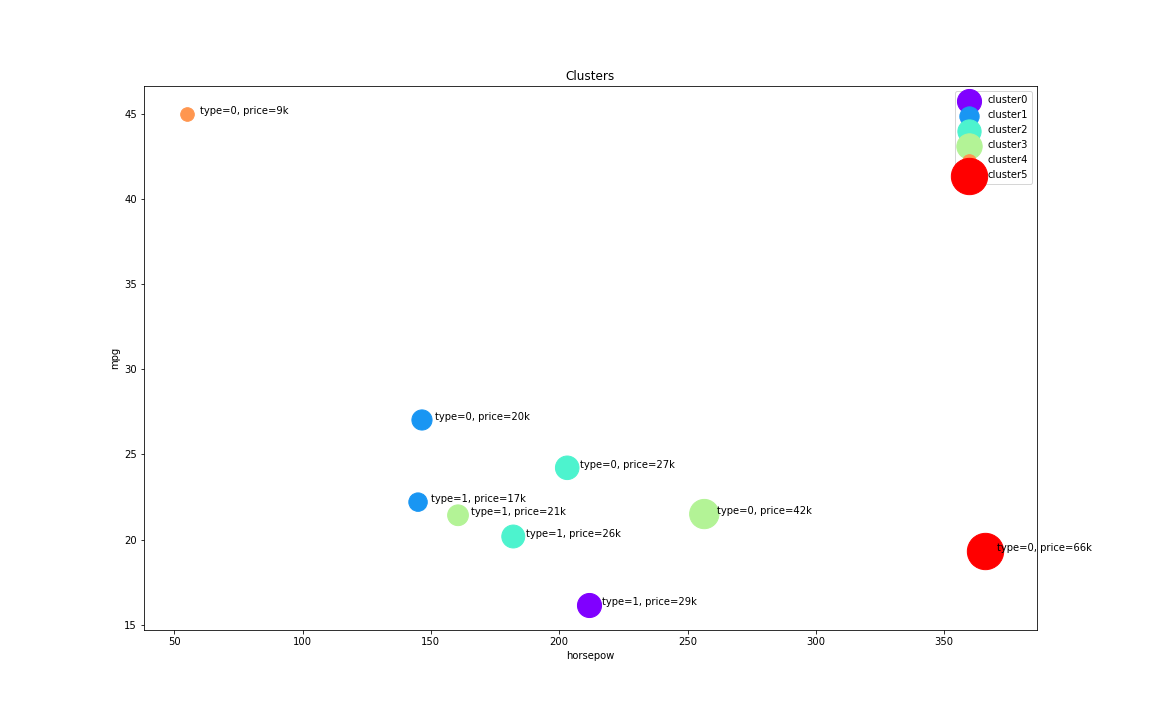 Clusters
cluster0
cluster1
cluster2
cluster3
cluster4
cluster5
45
40
35
30
25
20
15
mpg
type=0, price=9k
type=0, price=20k
type=0, price=27k
type=1, price=17k
type=1, price=21k
type=0, price=42k
type=1, price=26k
type=0, price=66k
type=1, price=29k
50
100
150
200
250
300
350
horsepow